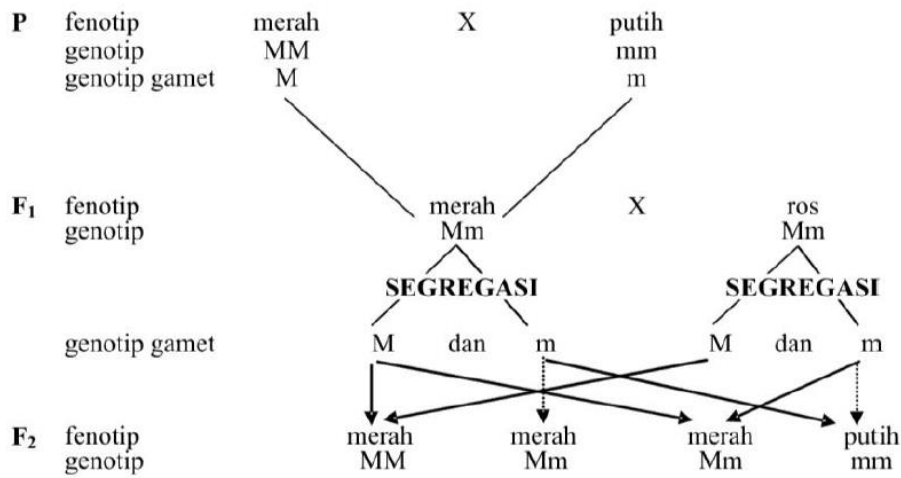 P fenotip merah X putih
genotip MM mm
genotip gamet M m
F₁ fenotip merah X ros
genotip Mm Mm
SEGREGASI SEGREGASI
genotip gamet M dan m M dan m
F₂ fenotip merah merah merah putih
genotip MM Mm Mm mm